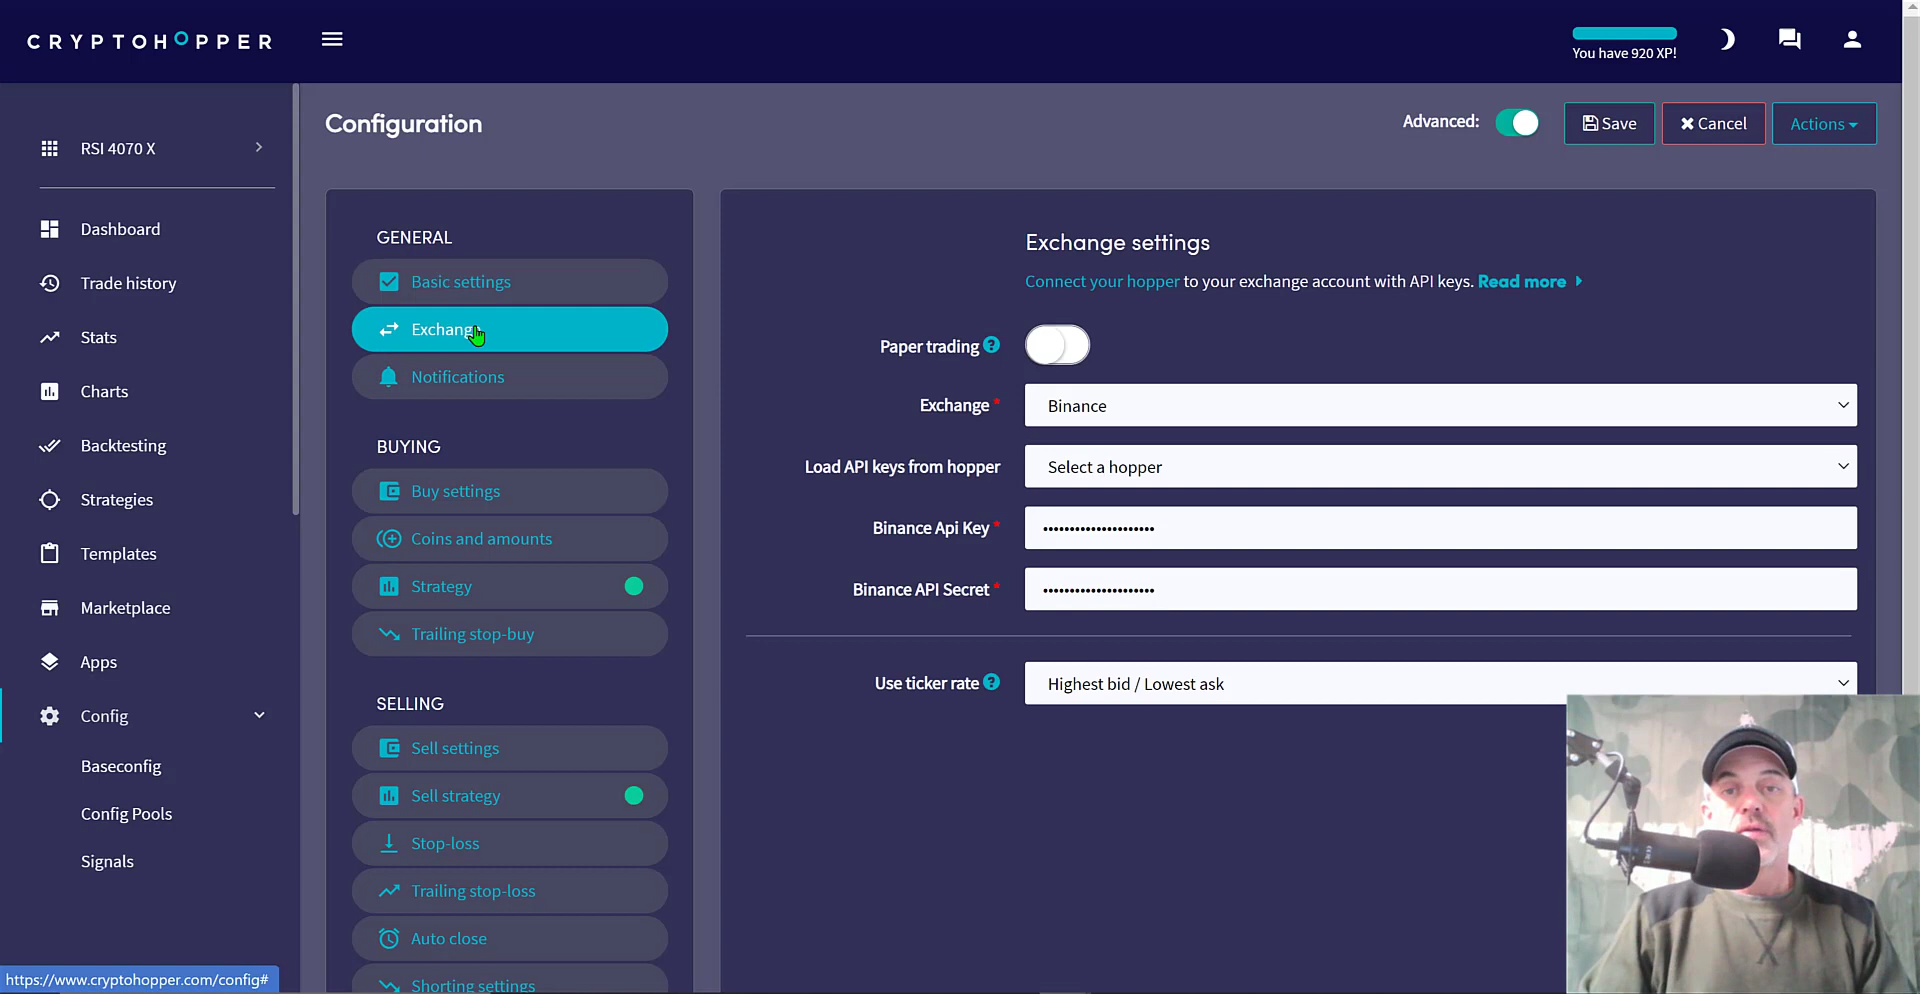 CRYPTOHOPPER
You have 920 XP!
Configuration
Advanced:
Save
Cancel
Actions
RSI 4070 X
Dashboard
Trade history
Stats
Charts
Backtesting
Strategies
Templates
Marketplace
Apps
Config
Baseconfig
Config Pools
Signals
https://www.cryptohopper.com/config#
GENERAL
Basic settings
Exchange
Notifications
BUYING
Buy settings
Coins and amounts
Strategy
Trailing stop-buy
SELLING
Sell settings
Sell strategy
Stop-loss
Trailing stop-loss
Auto close
Shorting settings
Exchange settings
Connect your hopper to your exchange account with API keys. Read more
Paper trading ?
Exchange * Binance
Load API keys from hopper Select a hopper
Binance Api Key * •••••••••••••••••••••
Binance API Secret * •••••••••••••••••••••
Use ticker rate ? Highest bid / Lowest ask